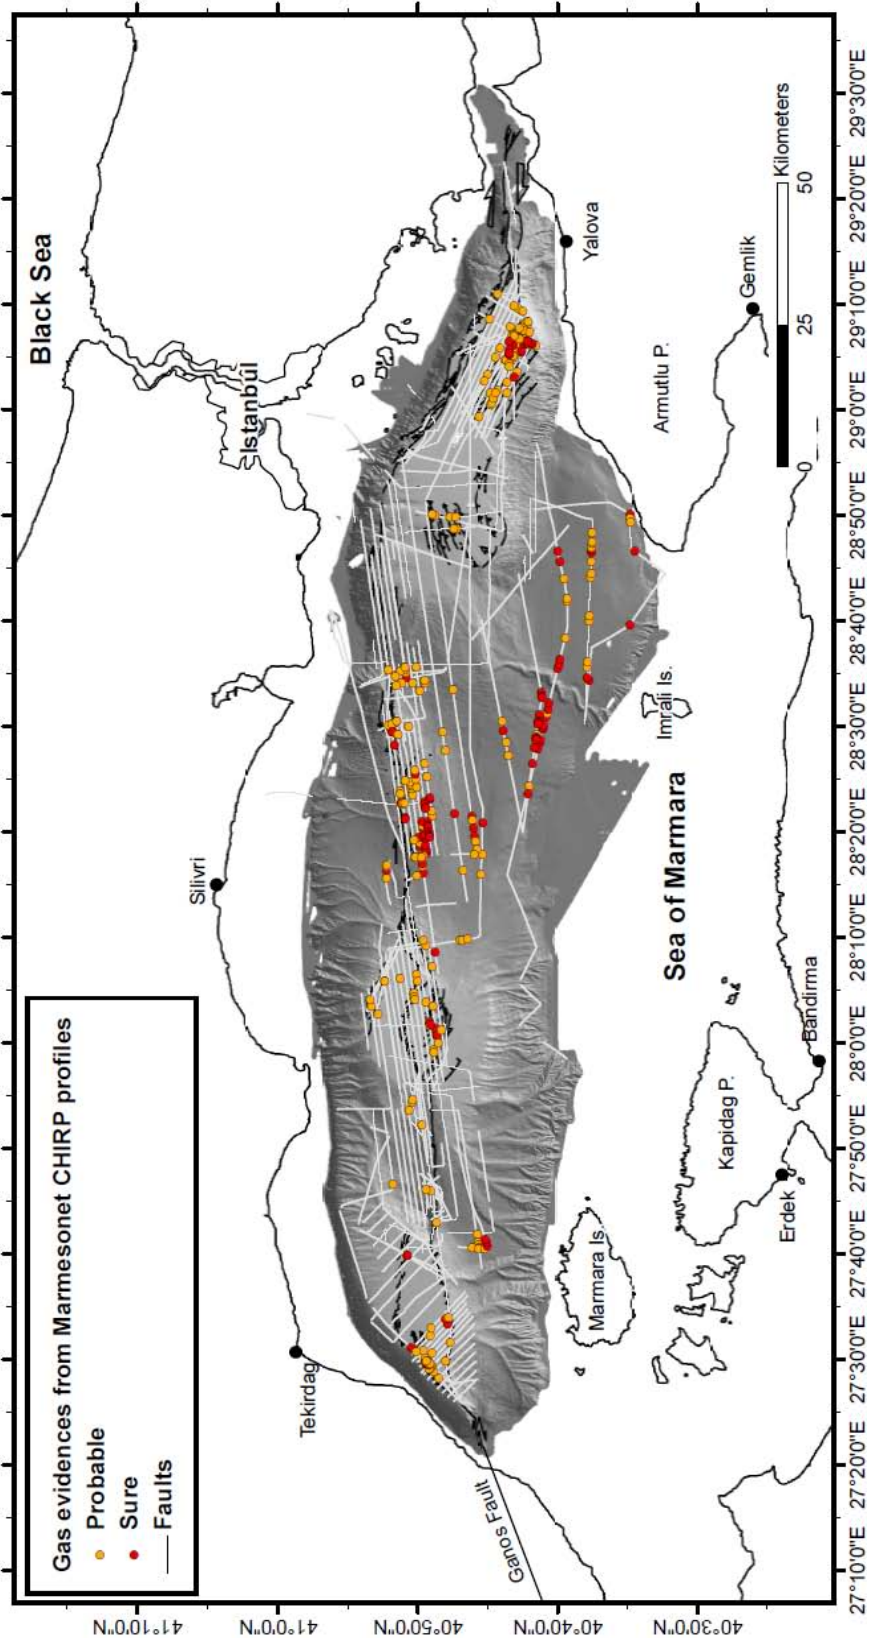 Gas evidences from Marmesonet CHIRP profiles
Probable
Sure
Faults
Black Sea
Istanbul
Silivri
Tekirdag
Ganos Fault
Yalova
Gemlik
Armutlu P.
Imrali Is.
Sea of Marmara
Marmara Is.
Kapidag P.
Erdek
Bandirma
Kilometers
0 25 50
41°10'0"N
41°0'0"N
40°50'0"N
40°40'0"N
40°30'0"N
27°10'0"E 27°20'0"E 27°30'0"E 27°40'0"E 27°50'0"E 28°0'0"E 28°10'0"E 28°20'0"E 28°30'0"E 28°40'0"E 28°50'0"E 29°0'0"E 29°10'0"E 29°20'0"E 29°30'0"E